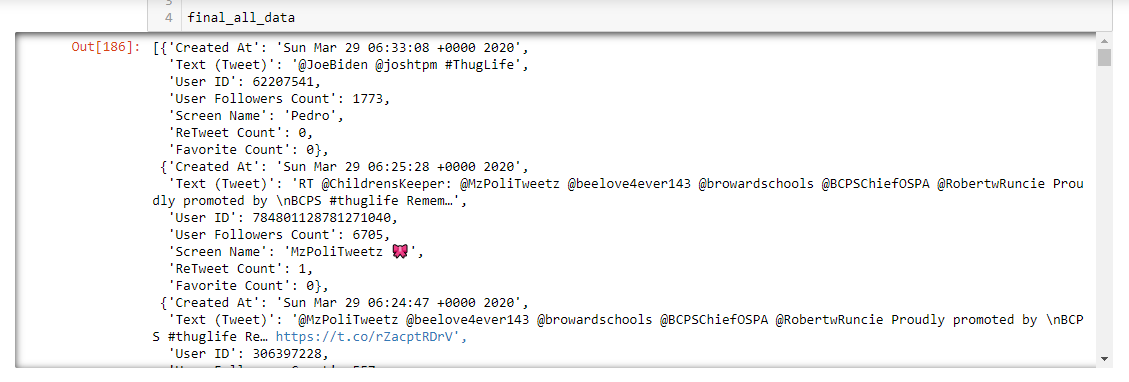 4 final_all_data
Out[186]: [{'Created At': 'Sun Mar 29 06:33:08 +0000 2020',
'Text (Tweet)': '@JoeBiden @joshtpm #ThugLife',
'User ID': 62207541,
'User Followers Count': 1773,
'Screen Name': 'Pedro',
'ReTweet Count': 0,
'Favorite Count': 0},
{'Created At': 'Sun Mar 29 06:25:28 +0000 2020',
'Text (Tweet)': 'RT @ChildrensKeeper: @MzPoliTweetz @beelove4ever143 @browardschools @BCPSChiefOSPA @RobertwRuncie Prou
dly promoted by \nBCPS #thuglife Remem…',
'User ID': 784801128781271040,
'User Followers Count': 6705,
'Screen Name': 'MzPoliTweetz 🎀',
'ReTweet Count': 1,
'Favorite Count': 0},
{'Created At': 'Sun Mar 29 06:24:47 +0000 2020',
'Text (Tweet)': '@MzPoliTweetz @beelove4ever143 @browardschools @BCPSChiefOSPA @RobertwRuncie Proudly promoted by \nBCP
S #thuglife Re… https://t.co/rZacptRDrV',
'User ID': 306397228,